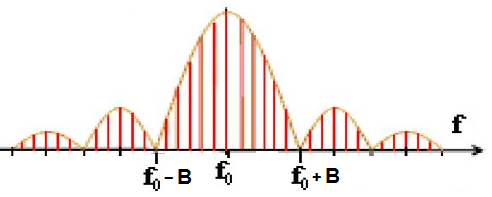 f
f₀ - B
f₀
f₀ + B